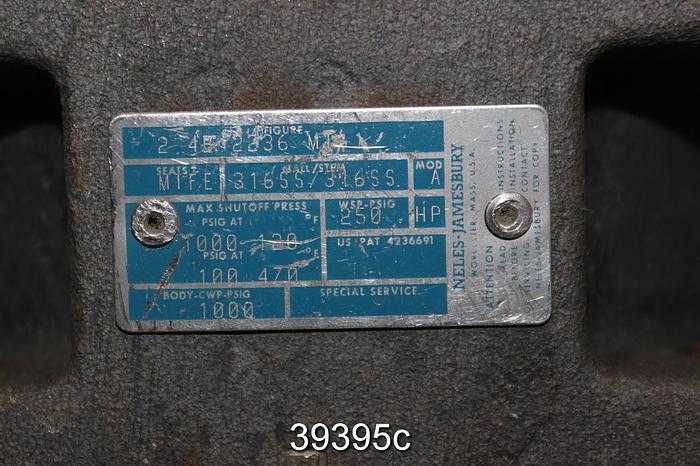 FIGURE
2 4B 2236 MT
SEATS BALL/STEM MOD
MTFE 316SS/316SS A
MAX SHUTOFF PRESS WSP-PSIG
PSIG AT °F 250 HP
1000 120
PSIG AT °F US PAT 4236691
100 470
BODY-CWP-PSIG SPECIAL SERVICE
1000
NELES-JAMESBURY
WORCESTER, MASS. U.S.A.
ATTENTION
READ INSTRUCTIONS
BEFORE INSTALLATION
SERVICING CONTACT
NELES-JAMESBURY FOR COPY
39395c